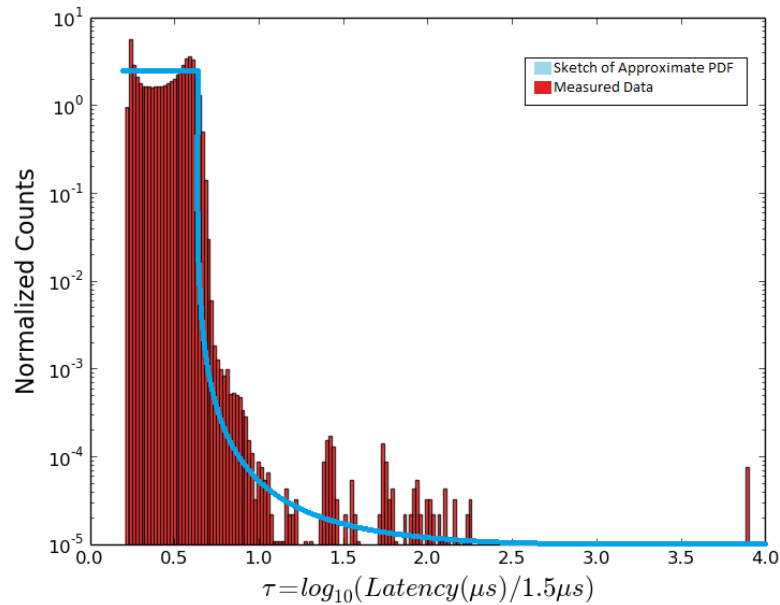 10^1
Sketch of Approximate PDF
Measured Data
10^0
10^-1
10^-2
10^-3
10^-4
10^-5
Normalized Counts
0.0 0.5 1.0 1.5 2.0 2.5 3.0 3.5 4.0
τ=log_10(Latency(μs)/1.5μs)